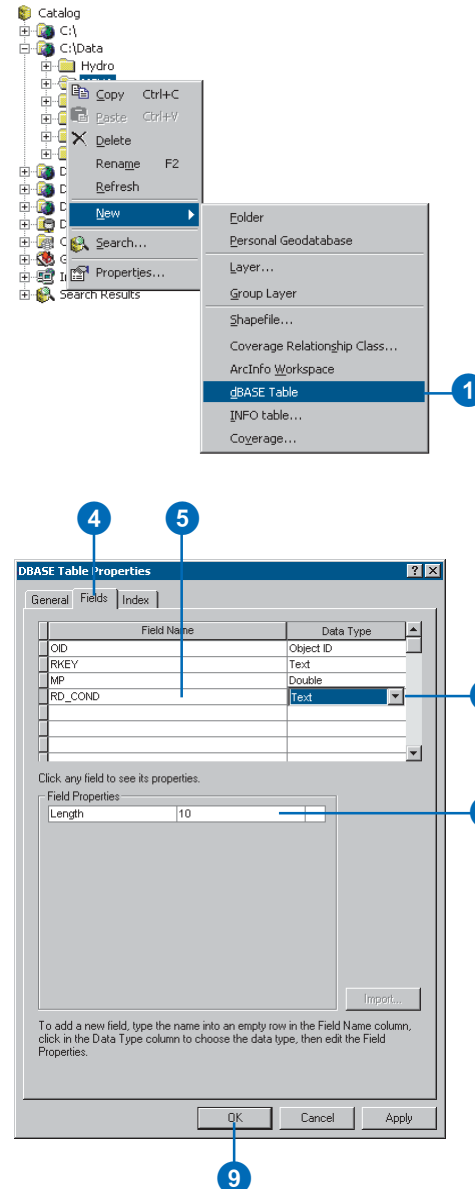 Catalog
C:\
C:\Data
Hydro
Copy Ctrl+C
Paste Ctrl+V
Delete
Rename F2
Refresh
New
Search...
Properties...
Search Results
Folder
Personal Geodatabase
Layer...
Group Layer
Shapefile...
Coverage Relationship Class...
ArcInfo Workspace
dBASE Table
INFO table...
Coverage...
1
4 5
DBASE Table Properties
General Fields Index
Field Name Data Type
OID Object ID
RKEY Text
MP Double
RD_COND Text
Click any field to see its properties.
Field Properties
Length 10
Import...
To add a new field, type the name into an empty row in the Field Name column,
click in the Data Type column to choose the data type, then edit the Field
Properties.
OK Cancel Apply
9